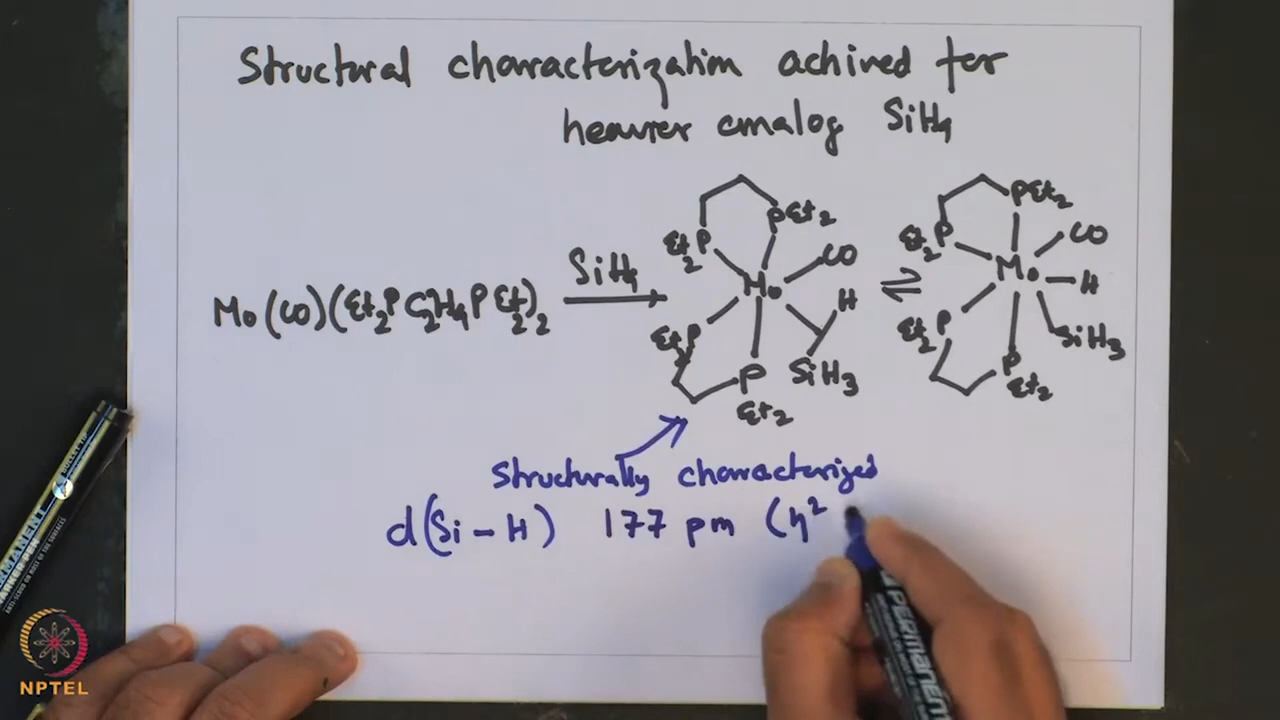 Structural characterization achived for
heavier analog SiH₄
Mo(CO)(Et₂PC₂H₄PEt₂)₂
SiH₄
PEt₂
Et₂P
CO
Mo
H
Et₂P
SiH₃
P
Et₂
⇌
PEt₂
Et₂P
CO
Mo
H
Et₂P
SiH₃
P
Et₂
Structurally characterized
d(Si-H) 177 pm (η²
PERMANENT
NPTEL